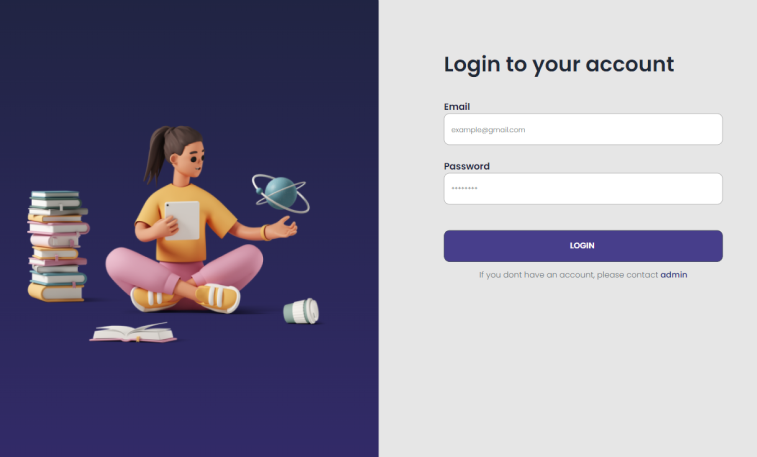 Login to your account
Email
example@gmail.com
Password
********
LOGIN
If you dont have an account, please contact admin